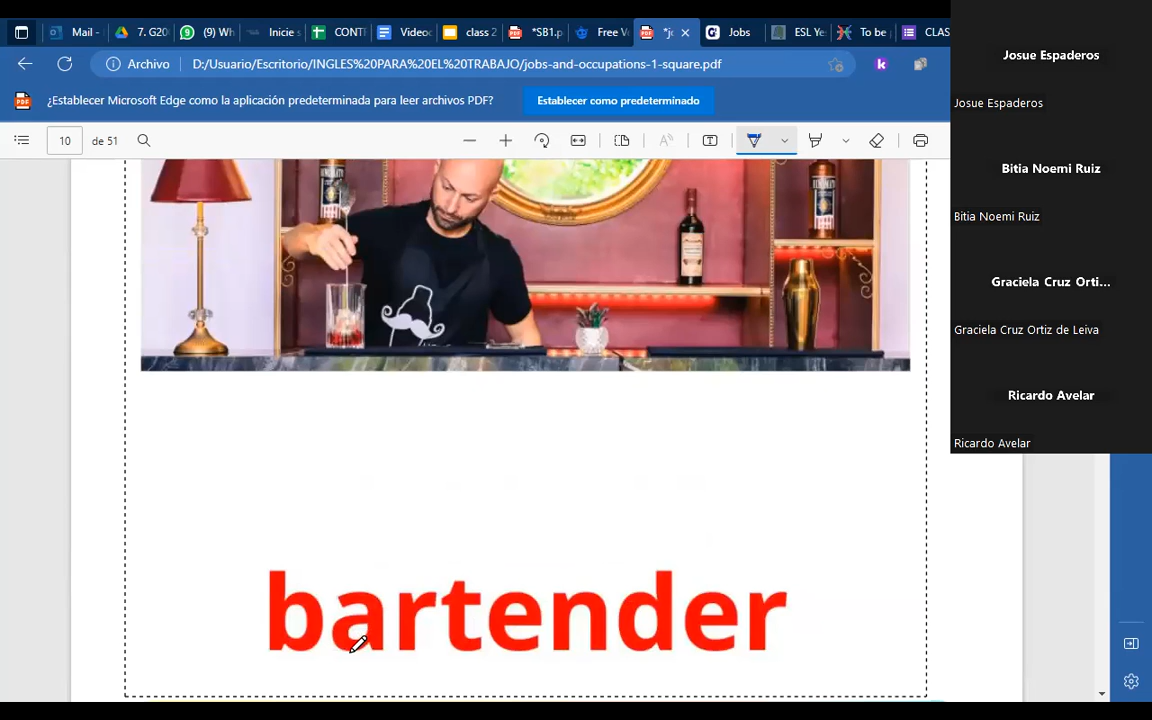 Mail -
7. G20
(9) Wh
Inicie s
CONT
Videoc
class 2
*SB1.p
Free V
*jc
Jobs
ESL Ye
To be
CLAS
Archivo
D:/Usuario/Escritorio/INGLES%20PARA%20EL%20TRABAJO/jobs-and-occupations-1-square.pdf
¿Establecer Microsoft Edge como la aplicación predeterminada para leer archivos PDF?
Establecer como predeterminado
10
de 51
bartender
Josue Espaderos
Josue Espaderos
Bitia Noemi Ruiz
Bitia Noemi Ruiz
Graciela Cruz Orti...
Graciela Cruz Ortiz de Leiva
Ricardo Avelar
Ricardo Avelar